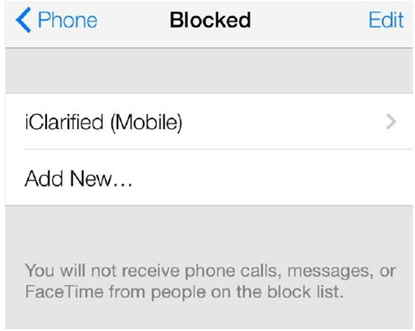 Phone Blocked Edit
iClarified (Mobile)
Add New...
You will not receive phone calls, messages, or
FaceTime from people on the block list.